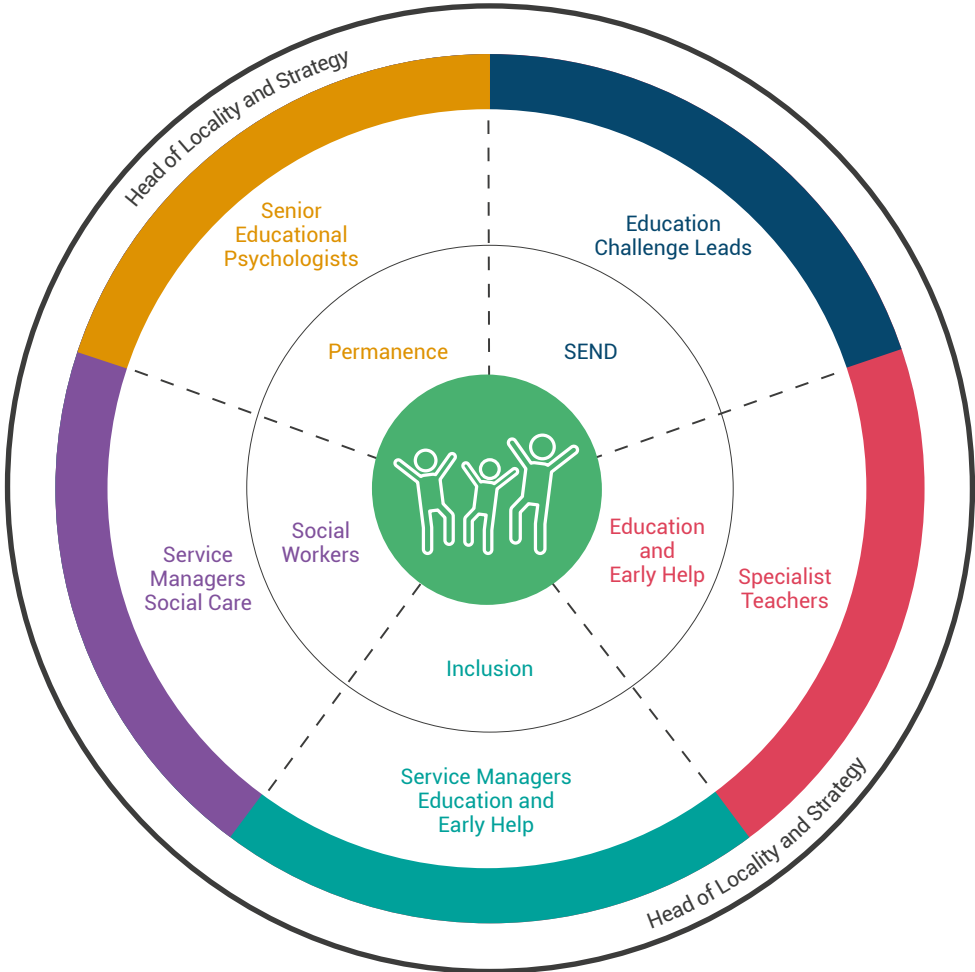 Head of Locality and Strategy
Senior
Educational
Psychologists
Education
Challenge Leads
Permanence
SEND
Social
Workers
Education
and
Early Help
Service
Managers
Social Care
Specialist
Teachers
Inclusion
Service Managers
Education and
Early Help
Head of Locality and Strategy